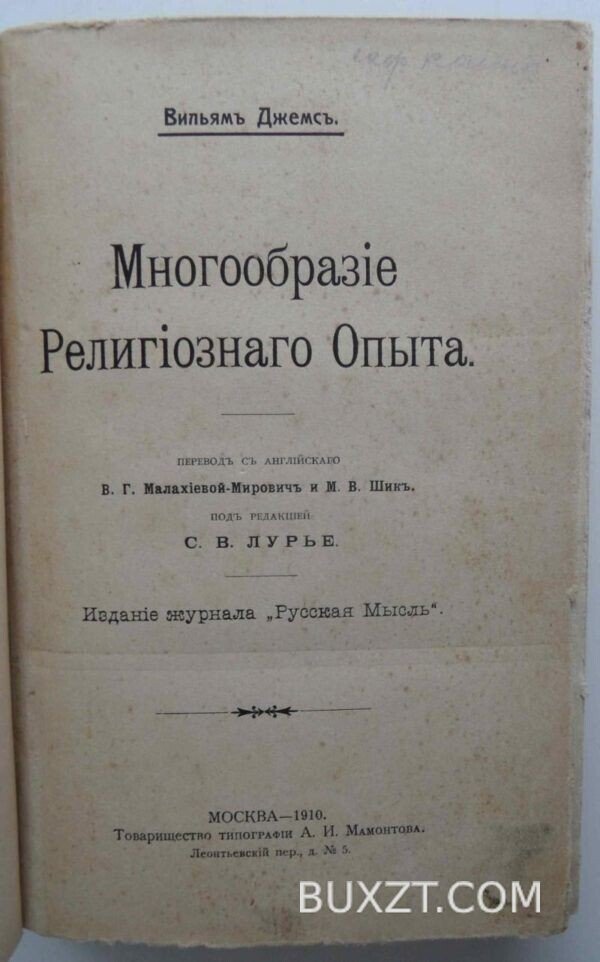 Вильямъ Джемсъ.
Многообразіе
Религіознаго Опыта.
ПЕРЕВОДЪ СЪ АНГЛІЙСКАГО
В. Г. Малахіевой-Мировичъ и М. В. Шикъ.
ПОДЪ РЕДАКЦІЕЙ
С. В. ЛУРЬЕ.
Изданіе журнала „Русская Мысль“.
МОСКВА—1910.
Товарищество типографіи А. И. Мамонтова.
Леонтьевскій пер., д. № 5.
BUXZT.COM